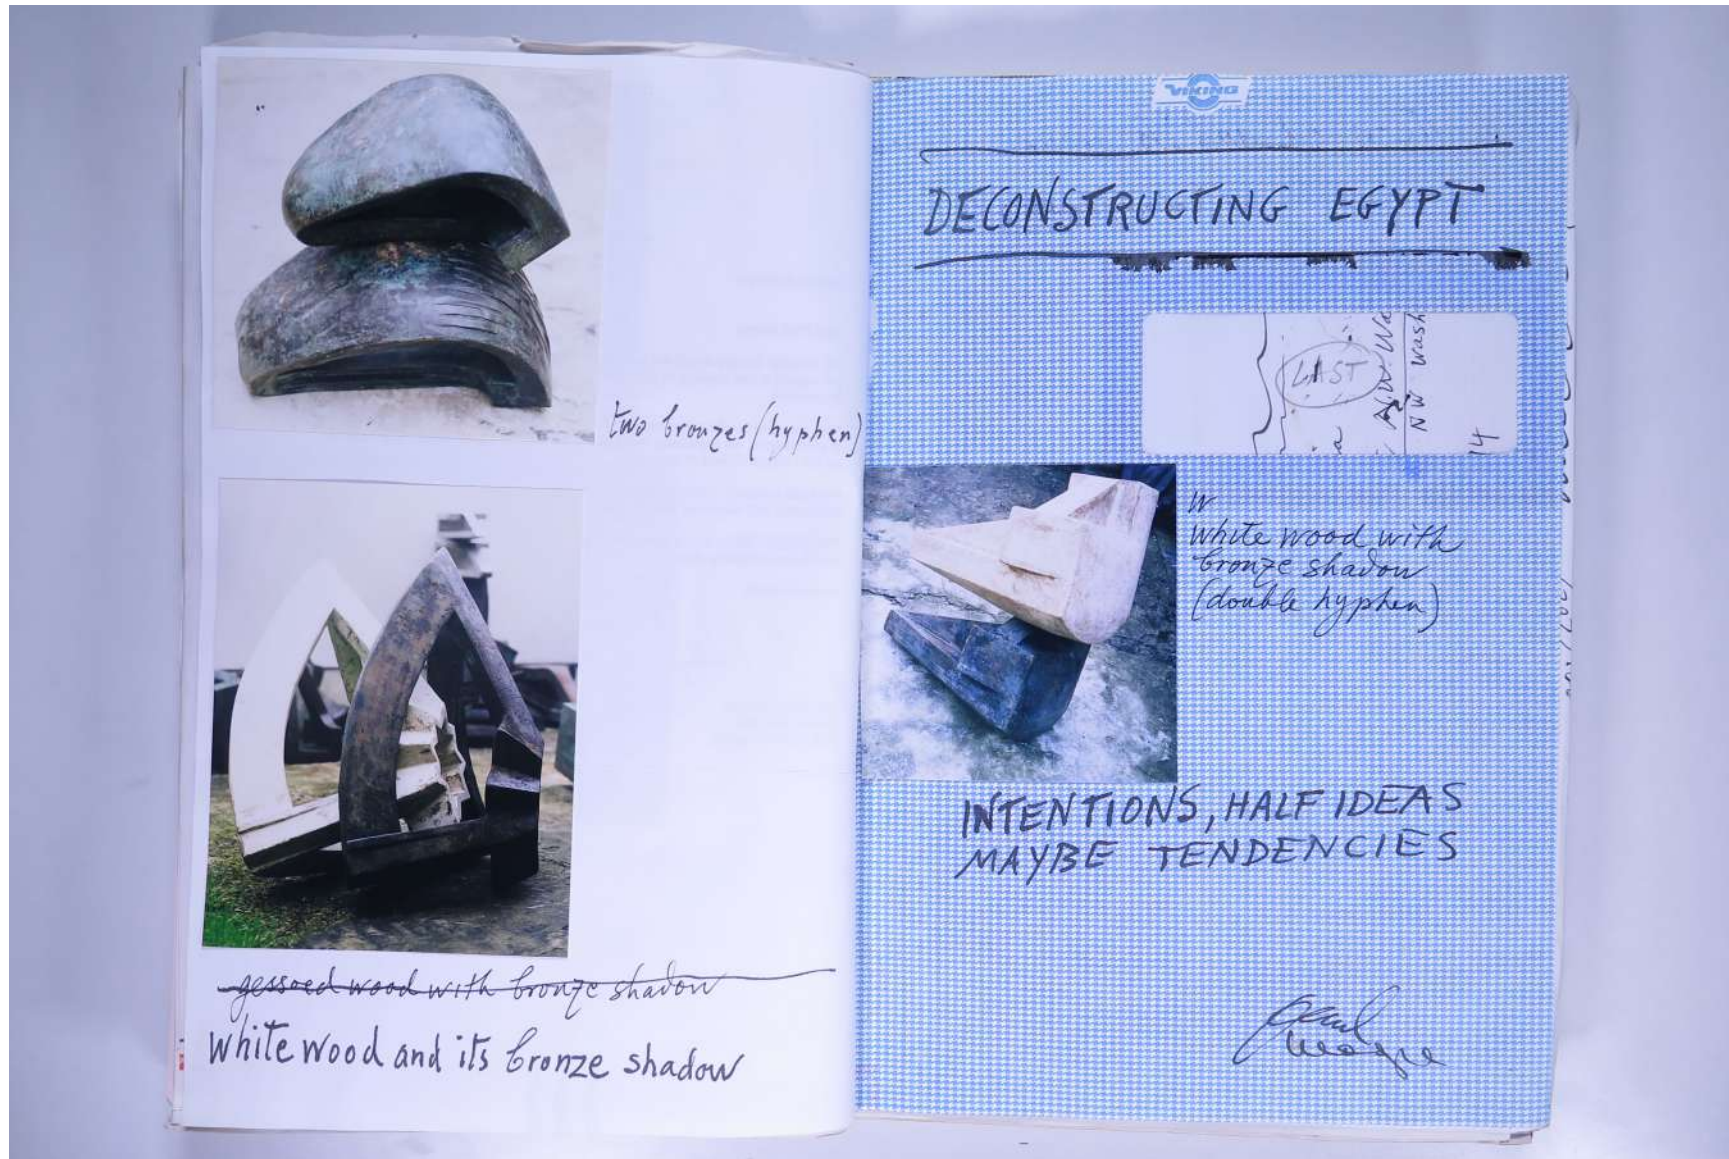 two bronzes (hyphen)
gessoed wood with bronze shadow
white wood and its bronze shadow
VIKING
DECONSTRUCTING EGYPT
LAST
NW Wash
14
W
white wood with
bronze shadow
(double hyphen)
INTENTIONS, HALF IDEAS
MAYBE TENDENCIES